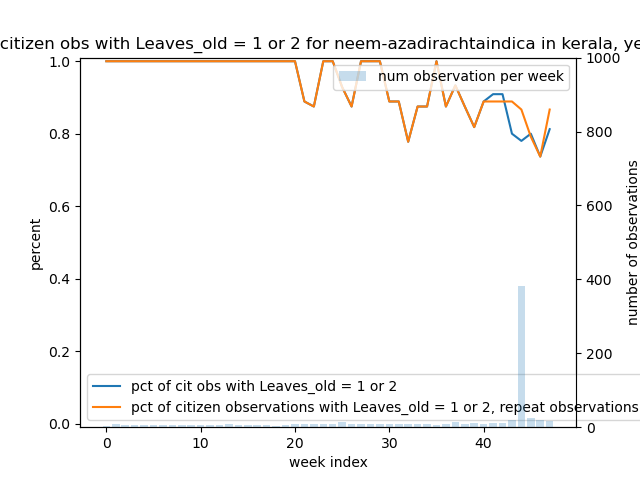 citizen obs with Leaves_old = 1 or 2 for neem-azadirachtaindica in kerala,
num observation per week
1.0
0.8
0.6
0.4
0.2
0.0
percent
1000
800
600
400
200
0
number of observations
pct of cit obs with Leaves_old = 1 or 2
pct of citizen observations with Leaves_old = 1 or 2, repeat observations
0 10 20 30 40
week index